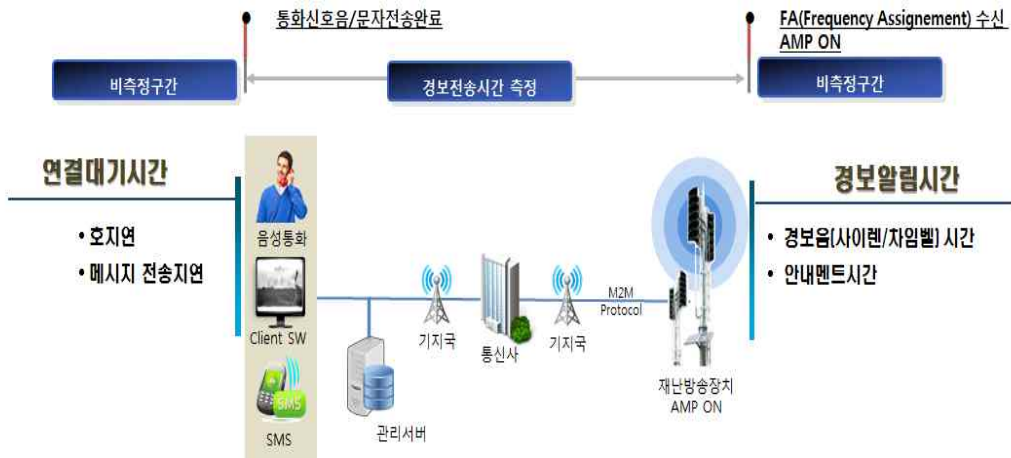 통화신호음/문자전송완료
FA(Frequency Assignement) 수신
AMP ON
비측정구간
경보전송시간 측정
비측정구간
연결대기시간
• 호지연
• 메시지 전송지연
음성통화
Client SW
SMS
SMS
관리서버
기지국
통신사
기지국
M2M
Protocol
재난방송장치
AMP ON
경보알림시간
• 경보음(사이렌/차임벨) 시간
• 안내멘트시간